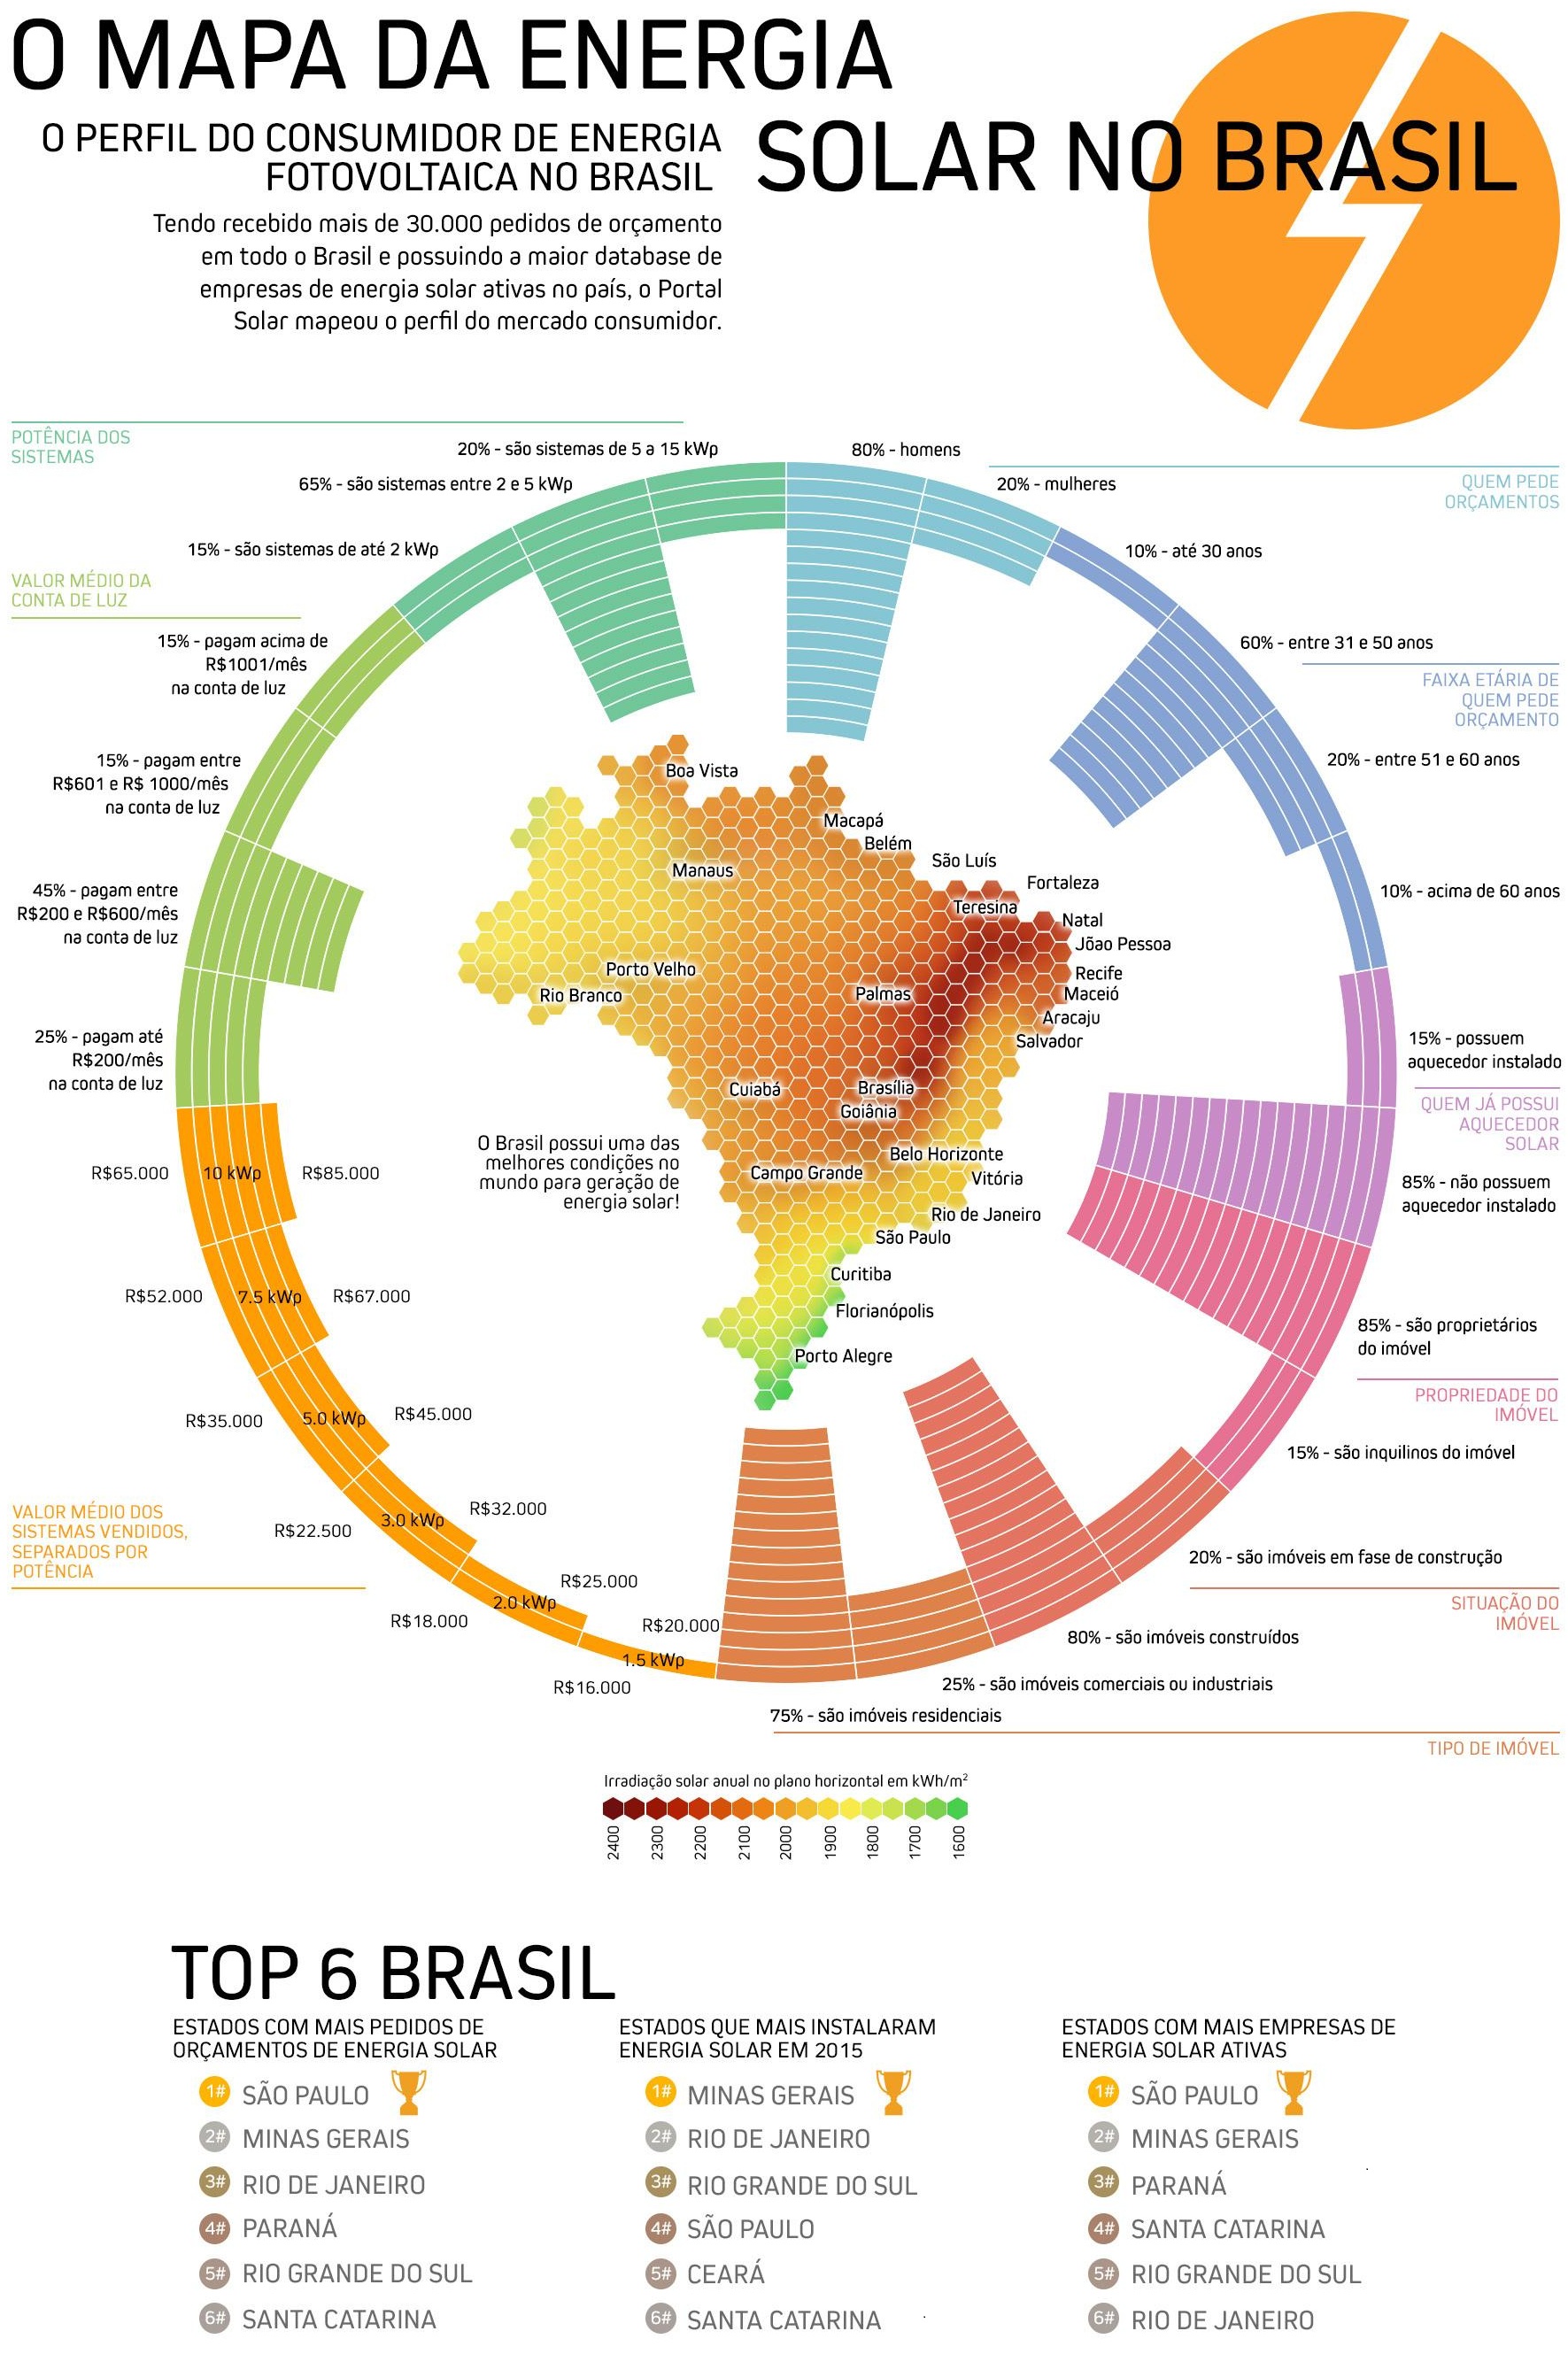 O MAPA DA ENERGIA
SOLAR NO BRASIL
O PERFIL DO CONSUMIDOR DE ENERGIA
FOTOVOLTAICA NO BRASIL
Tendo recebido mais de 30.000 pedidos de orçamento
em todo o Brasil e possuindo a maior database de
empresas de energia solar ativas no país, o Portal
Solar mapeou o perfil do mercado consumidor.
POTÊNCIA DOS
SISTEMAS
20% - são sistemas de 5 a 15 kWp
65% - são sistemas entre 2 e 5 kWp
15% - são sistemas de até 2 kWp
80% - homens
20% - mulheres
QUEM PEDE
ORÇAMENTOS
10% - até 30 anos
60% - entre 31 e 50 anos
FAIXA ETÁRIA DE
QUEM PEDE
ORÇAMENTO
20% - entre 51 e 60 anos
10% - acima de 60 anos
VALOR MÉDIO DA
CONTA DE LUZ
15% - pagam acima de
R$1001/mês
na conta de luz
15% - pagam entre
R$601 e R$ 1000/mês
na conta de luz
45% - pagam entre
R$200 e R$600/mês
na conta de luz
25% - pagam até
R$200/mês
na conta de luz
15% - possuem
aquecedor instalado
QUEM JÁ POSSUI
AQUECEDOR
SOLAR
85% - não possuem
aquecedor instalado
85% - são proprietários
do imóvel
PROPRIEDADE DO
IMÓVEL
15% - são inquilinos do imóvel
20% - são imóveis em fase de construção
SITUAÇÃO DO
IMÓVEL
80% - são imóveis construídos
25% - são imóveis comerciais ou industriais
75% - são imóveis residenciais
TIPO DE IMÓVEL
Boa Vista
Macapá
Belém
São Luís
Manaus
Fortaleza
Teresina
Natal
Jõao Pessoa
Porto Velho
Recife
Rio Branco
Palmas
Maceió
Aracaju
Salvador
Cuiabá
Brasília
Goiânia
Belo Horizonte
Campo Grande
Vitória
Rio de Janeiro
São Paulo
Curitiba
Florianópolis
Porto Alegre
O Brasil possui uma das
melhores condições no
mundo para geração de
energia solar!
R$65.000 10 kWp R$85.000
R$52.000 7.5 kWp R$67.000
R$35.000 5.0 kWp R$45.000
R$22.500 3.0 kWp R$32.000
R$18.000 2.0 kWp R$25.000
R$16.000 1.5 kWp R$20.000
VALOR MÉDIO DOS
SISTEMAS VENDIDOS,
SEPARADOS POR
POTÊNCIA
Irradiação solar anual no plano horizontal em kWh/m²
2400 2300 2200 2100 2000 1900 1800 1700 1600
TOP 6 BRASIL
ESTADOS COM MAIS PEDIDOS DE
ORÇAMENTOS DE ENERGIA SOLAR
1# SÃO PAULO
2# MINAS GERAIS
3# RIO DE JANEIRO
4# PARANÁ
5# RIO GRANDE DO SUL
6# SANTA CATARINA
ESTADOS QUE MAIS INSTALARAM
ENERGIA SOLAR EM 2015
1# MINAS GERAIS
2# RIO DE JANEIRO
3# RIO GRANDE DO SUL
4# SÃO PAULO
5# CEARÁ
6# SANTA CATARINA
ESTADOS COM MAIS EMPRESAS DE
ENERGIA SOLAR ATIVAS
1# SÃO PAULO
2# MINAS GERAIS
3# PARANÁ
4# SANTA CATARINA
5# RIO GRANDE DO SUL
6# RIO DE JANEIRO